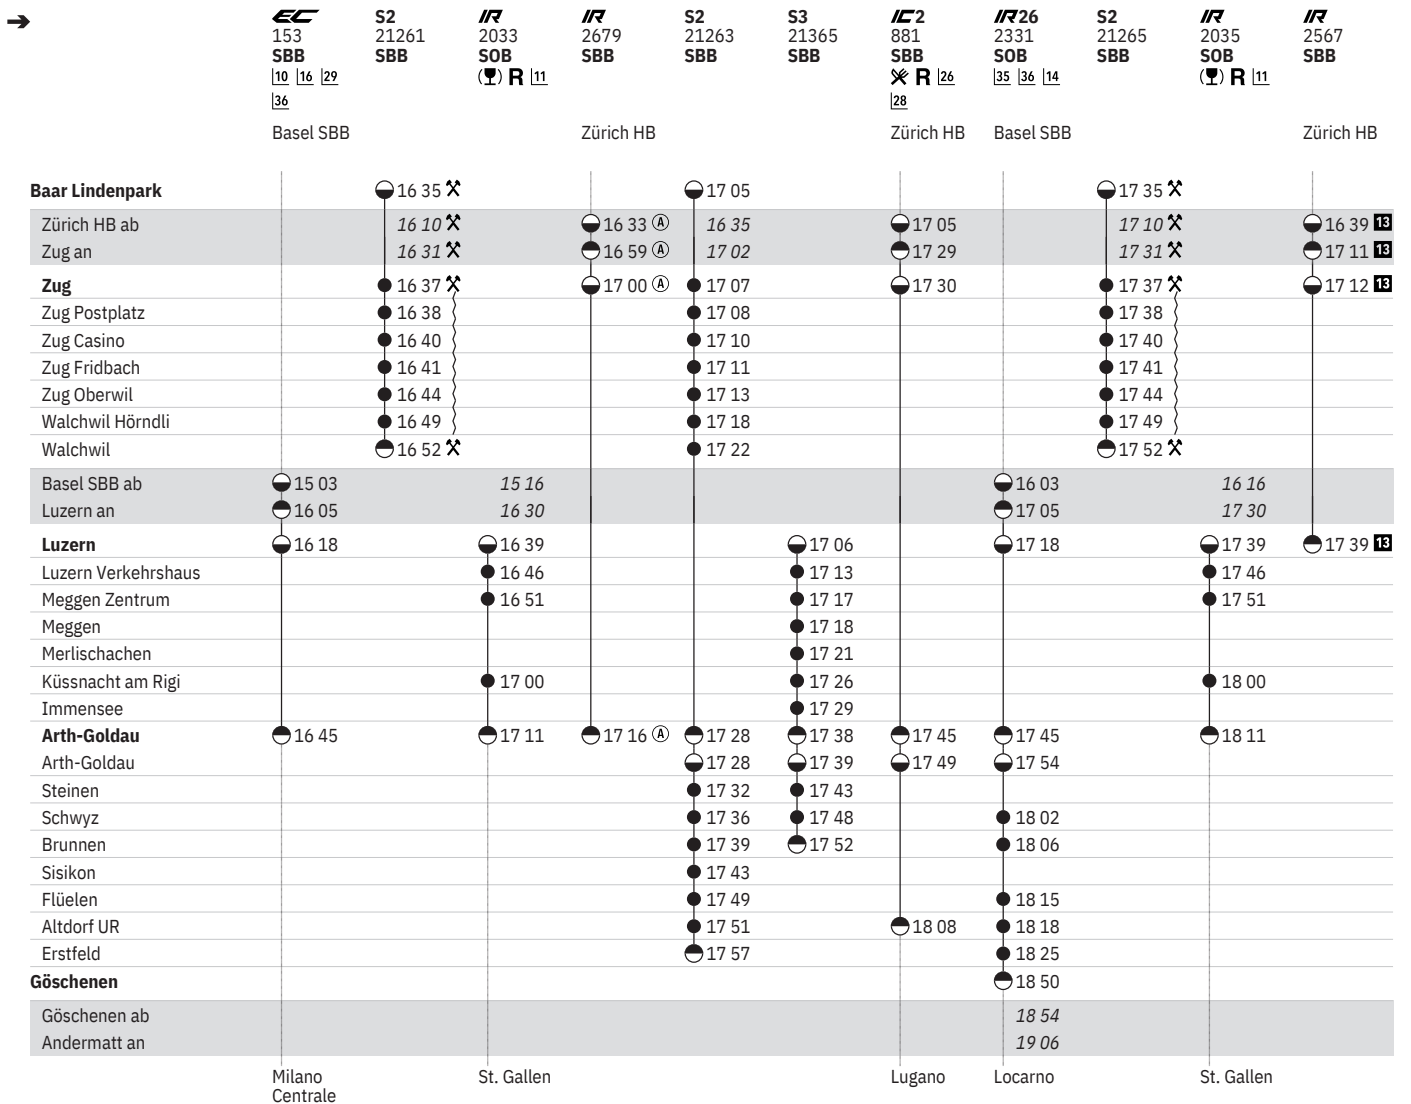 ➔ EC S2 IR IR S2 S3 IC2 IR26 S2 IR IR
153 21261 2033 2679 21263 21365 881 2331 21265 2035 2567
SBB SBB SOB SBB SBB SBB SBB SOB SBB SOB SBB
10 16 29 R 11 R 26 35 36 14 R 11
36 28
Basel SBB Zürich HB Zürich HB Basel SBB Zürich HB
Baar Lindenpark 16 35 17 05 17 35
Zürich HB ab 16 10 16 33 A 16 35 17 05 17 10 16 39 13
Zug an 16 31 16 59 A 17 02 17 29 17 31 17 11 13
Zug 16 37 17 00 A 17 07 17 30 17 37 17 12 13
Zug Postplatz 16 38 17 08 17 38
Zug Casino 16 40 17 10 17 40
Zug Fridbach 16 41 17 11 17 41
Zug Oberwil 16 44 17 13 17 44
Walchwil Hörndli 16 49 17 18 17 49
Walchwil 16 52 17 22 17 52
Basel SBB ab 15 03 15 16 16 03 16 16
Luzern an 16 05 16 30 17 05 17 30
Luzern 16 18 16 39 17 06 17 18 17 39 17 39 13
Luzern Verkehrshaus 16 46 17 13 17 46
Meggen Zentrum 16 51 17 17 17 51
Meggen 17 18
Merlischachen 17 21
Küssnacht am Rigi 17 00 17 26 18 00
Immensee 17 29
Arth-Goldau 16 45 17 11 17 16 A 17 28 17 38 17 45 17 45 18 11
Arth-Goldau 17 28 17 39 17 49 17 54
Steinen 17 32 17 43
Schwyz 17 36 17 48 18 02
Brunnen 17 39 17 52 18 06
Sisikon 17 43
Flüelen 17 49 18 15
Altdorf UR 17 51 18 08 18 18
Erstfeld 17 57 18 25
Göschenen 18 50
Göschenen ab 18 54
Andermatt an 19 06
Milano St. Gallen Lugano Locarno St. Gallen
Centrale